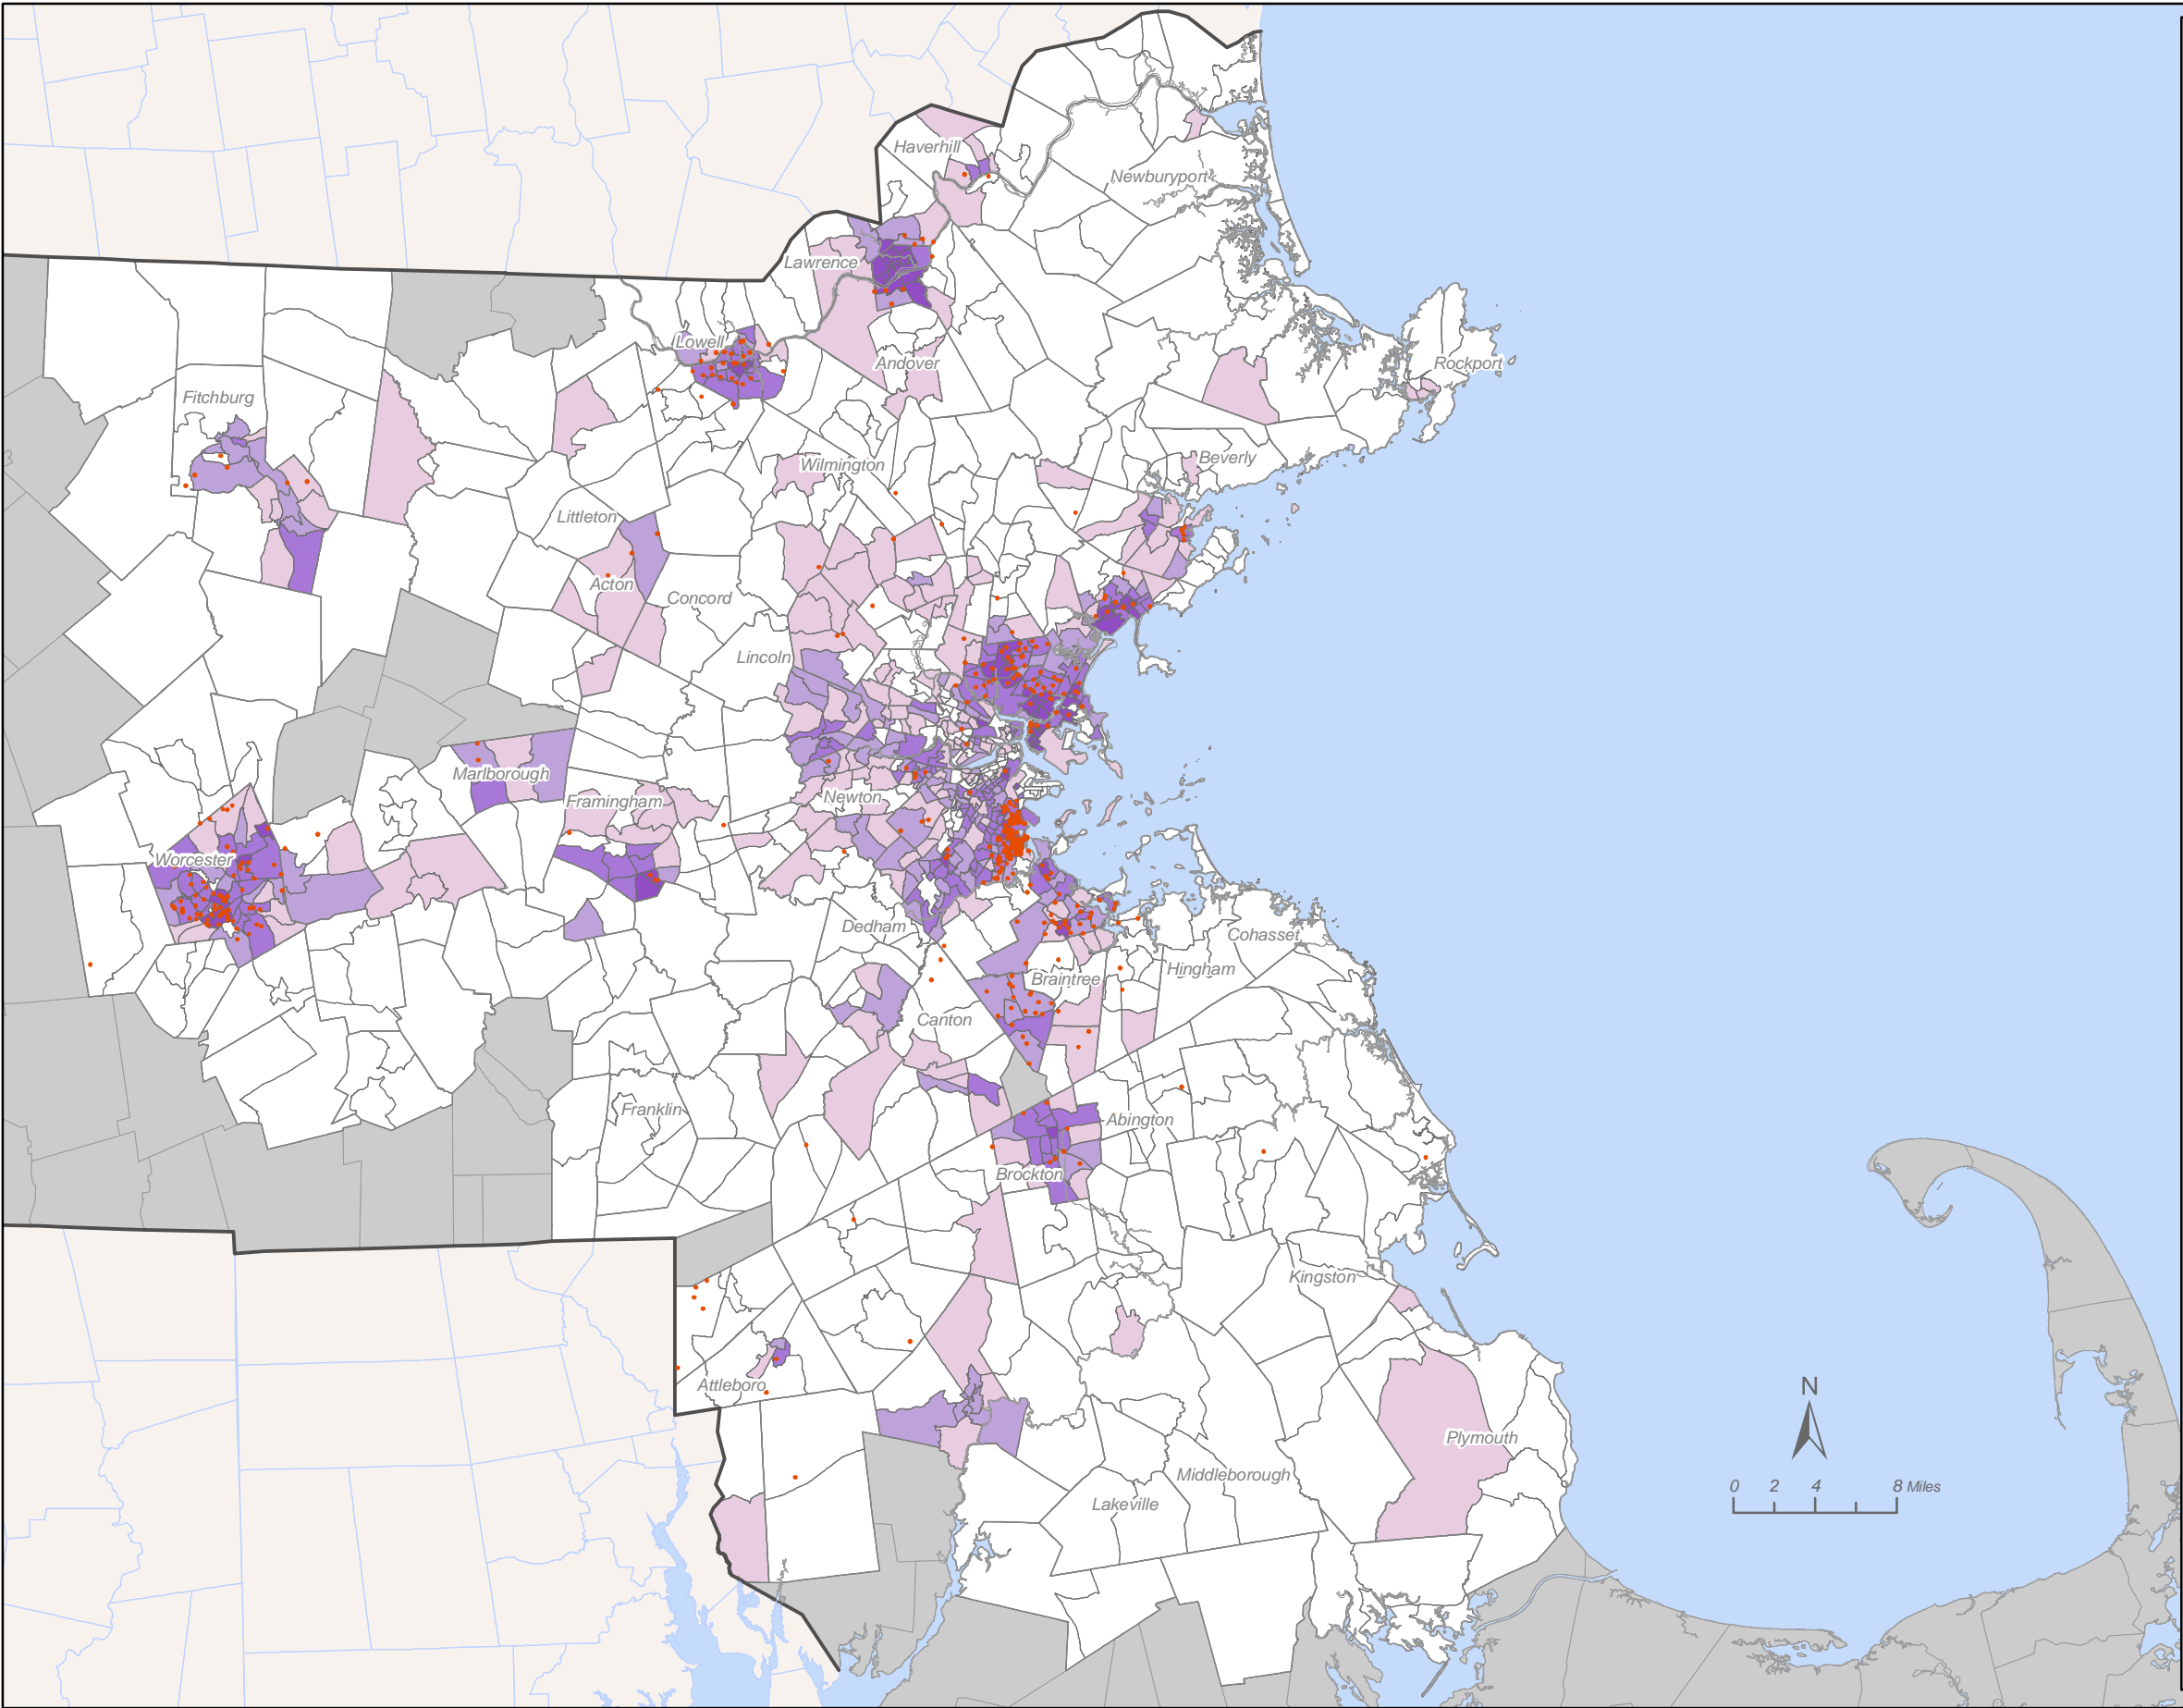 Haverhill
Newburyport
Lawrence
Lowell
Andover
Rockport
Fitchburg
Beverly
Wilmington
Littleton
Acton
Concord
Lincoln
Marlborough
Framingham
Newton
Worcester
Dedham
Cohasset
Hingham
Braintree
Canton
Franklin
Abington
Brockton
Kingston
Attleboro
Plymouth
Middleborough
Lakeville
N
0 2 4 8 Miles